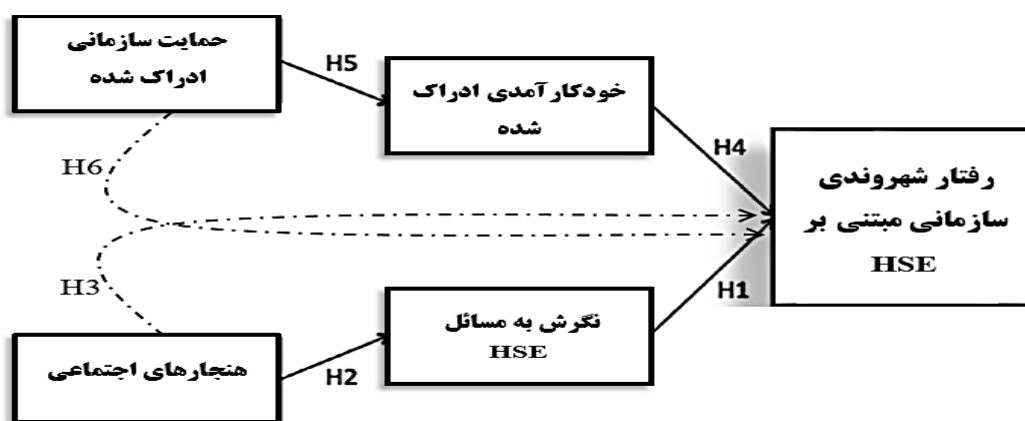 حمایت سازمانی
ادراک شده
H5
خودکارآمدی ادراک
شده
H4
H6
رفتار شهروندی
سازمانی مبتنی بر
HSE
H3
نگرش به مسائل
HSE
H1
هنجارهای اجتماعی
H2